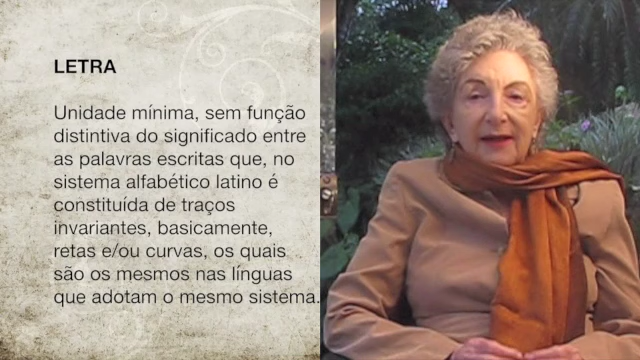 LETRA
Unidade mínima, sem função
distintiva do significado entre
as palavras escritas que, no
sistema alfabético latino é
constituída de traços
invariantes, basicamente,
retas e/ou curvas, os quais
são os mesmos nas línguas
que adotam o mesmo sistema.